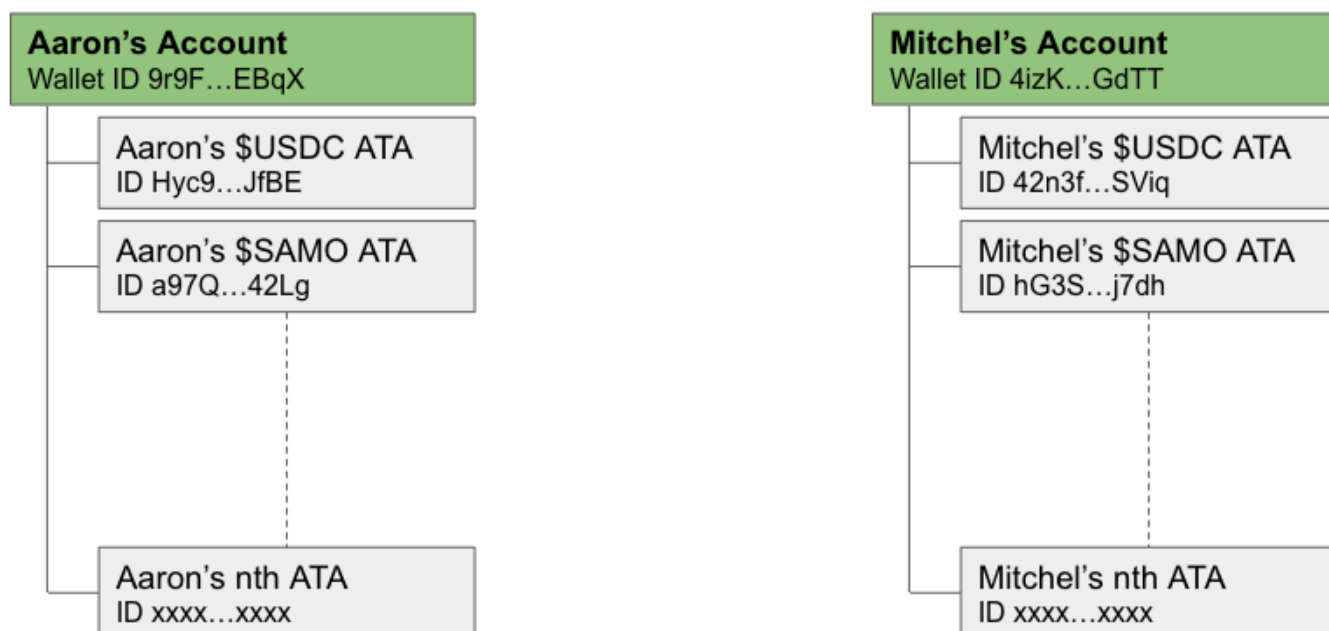 Aaron’s Account
Wallet ID 9r9F…EBqX
Aaron’s $USDC ATA
ID Hyc9…JfBE
Aaron’s $SAMO ATA
ID a97Q…42Lg
Aaron’s nth ATA
ID xxxx…xxxx
Mitchel’s Account
Wallet ID 4izK…GdTT
Mitchel’s $USDC ATA
ID 42n3f…SViq
Mitchel’s $SAMO ATA
ID hG3S…j7dh
Mitchel’s nth ATA
ID xxxx…xxxx